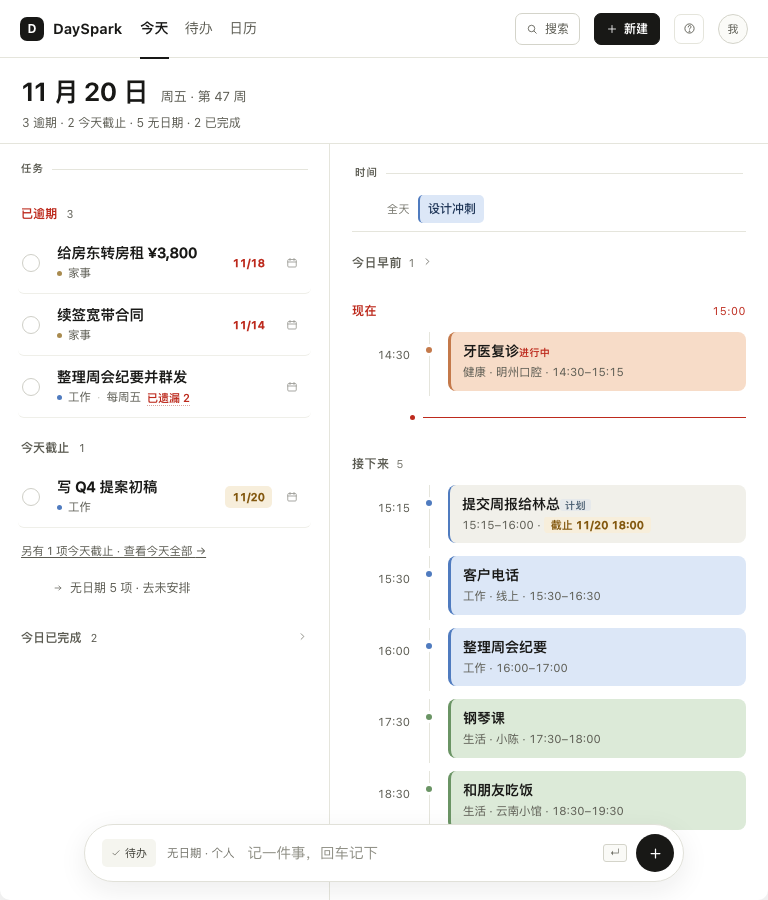 D DaySpark 今天 待办 日历 搜索 + 新建 我
11 月 20 日 周五 · 第 47 周
3 逾期 · 2 今天截止 · 5 无日期 · 2 已完成
任务
已逾期 3
给房东转房租 ¥3,800
家事
11/18
续签宽带合同
家事
11/14
整理周会纪要并群发
工作 · 每周五 已遗漏 2
今天截止 1
写 Q4 提案初稿
工作
11/20
另有 1 项今天截止 · 查看今天全部 →
→ 无日期 5 项 · 去未安排
今日已完成 2
时间
全天 设计冲刺
今日早前 1
现在 15:00
14:30
牙医复诊进行中
健康 · 明州口腔 · 14:30–15:15
接下来 5
15:15
提交周报给林总 计划
15:15–16:00 · 截止 11/20 18:00
15:30
客户电话
工作 · 线上 · 15:30–16:30
16:00
整理周会纪要
工作 · 16:00–17:00
17:30
钢琴课
生活 · 小陈 · 17:30–18:00
18:30
和朋友吃饭
生活 · 云南小馆 · 18:30–19:30
待办 无日期 · 个人 记一件事，回车记下